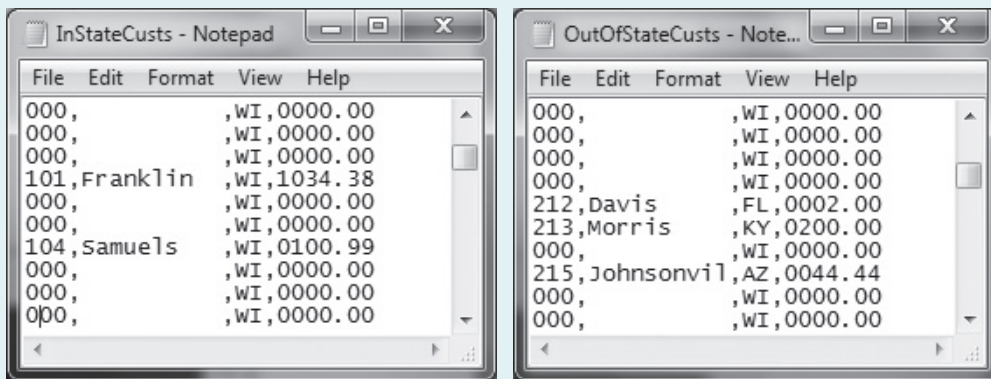 InStateCusts - Notepad
File Edit Format View Help
000,          ,WI,0000.00
000,          ,WI,0000.00
000,          ,WI,0000.00
101,Franklin  ,WI,1034.38
000,          ,WI,0000.00
000,          ,WI,0000.00
104,Samuels   ,WI,0100.99
000,          ,WI,0000.00
000,          ,WI,0000.00
000,          ,WI,0000.00
OutOfStateCusts - Note...
File Edit Format View Help
000,          ,WI,0000.00
000,          ,WI,0000.00
000,          ,WI,0000.00
000,          ,WI,0000.00
212,Davis     ,FL,0002.00
213,Morris    ,KY,0200.00
000,          ,WI,0000.00
215,Johnsonvil,AZ,0044.44
000,          ,WI,0000.00
000,          ,WI,0000.00